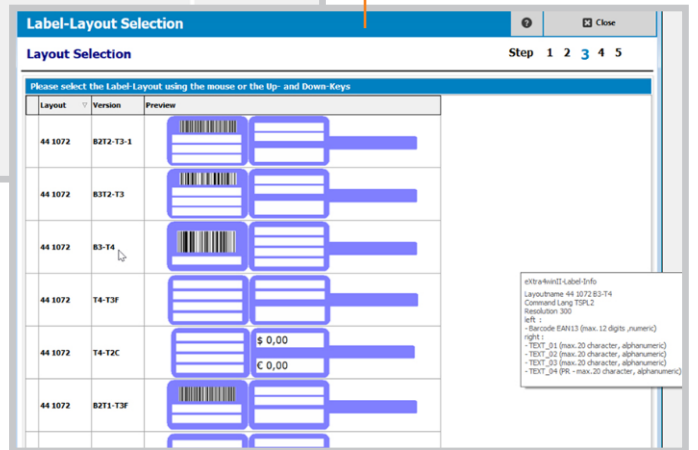 Label-Layout Selection
? Close
Layout Selection
Step 1 2 3 4 5
Please select the Label-Layout using the mouse or the Up- and Down-Keys
Layout Version Preview
44 1072 B2T2-T3-1
44 1072 B3T2-T3
44 1072 B3-T4
44 1072 T4-T3F
44 1072 T4-T2C
$ 0,00
€ 0,00
44 1072 B2T1-T3F
eXtra4winII-Label-Info
Layoutname 44 1072 B3-T4
Command Lang TSPL2
Resolution 300
left :
-Barcode EAN13 (max. 12 digits ,numeric)
right :
-TEXT_01 (max. 20 character, alphanumeric)
-TEXT_02 (max. 20 character, alphanumeric)
-TEXT_03 (max. 20 character, alphanumeric)
-TEXT_04 (PR - max. 20 character, alphanumeric)